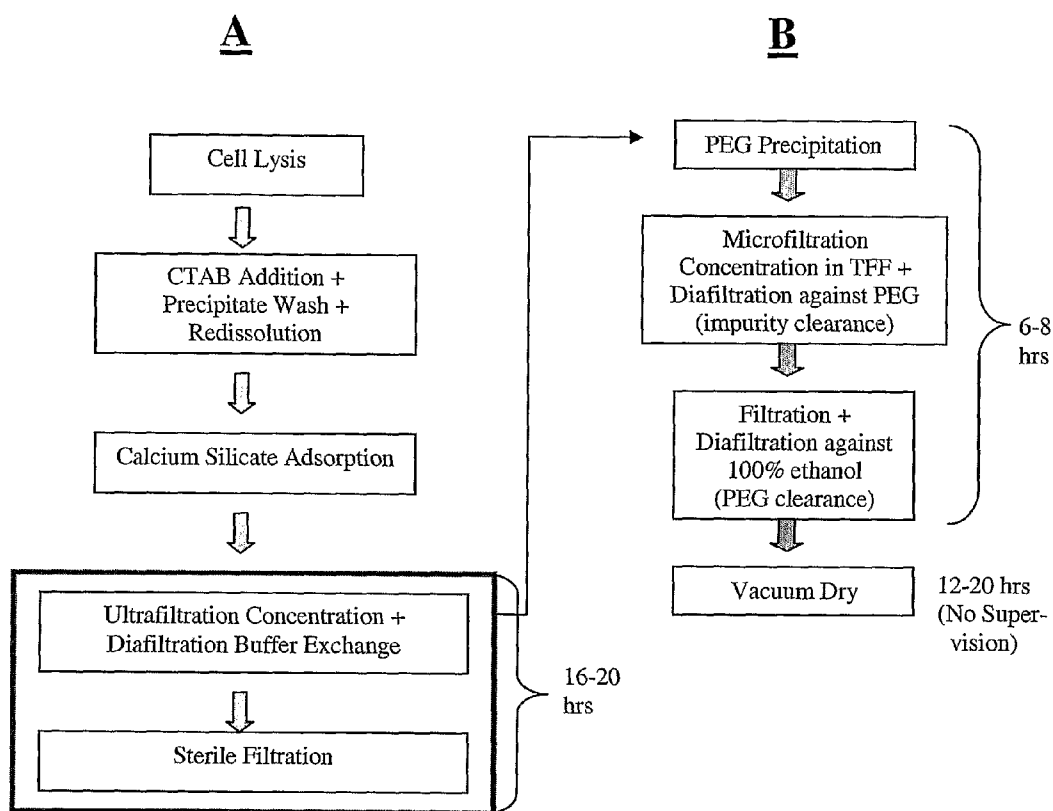 A
Cell Lysis
CTAB Addition +
Precipitate Wash +
Redissolution
Calcium Silicate Adsorption
Ultrafiltration Concentration +
Diafiltration Buffer Exchange
Sterile Filtration
16-20
hrs
B
PEG Precipitation
Microfiltration
Concentration in TFF +
Diafiltration against PEG
(impurity clearance)
Filtration +
Diafiltration against
100% ethanol
(PEG clearance)
6-8
hrs
Vacuum Dry
12-20 hrs
(No Super-
vision)